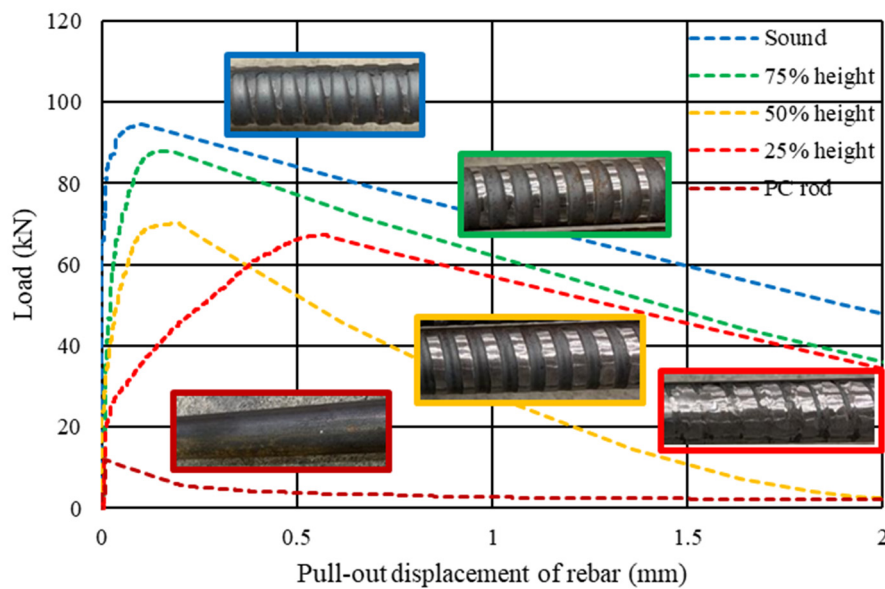 120
100
80
60
40
20
0
Load (kN)
0
0.5
1
1.5
2
Pull-out displacement of rebar (mm)
Sound
75% height
50% height
25% height
PC rod